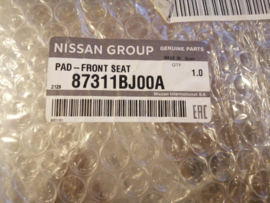 NISSAN GROUP
GENUINE PARTS
PAD-FRONT SEAT
QTY
87311BJ00A
1.0
EAC
Nissan International S.A.